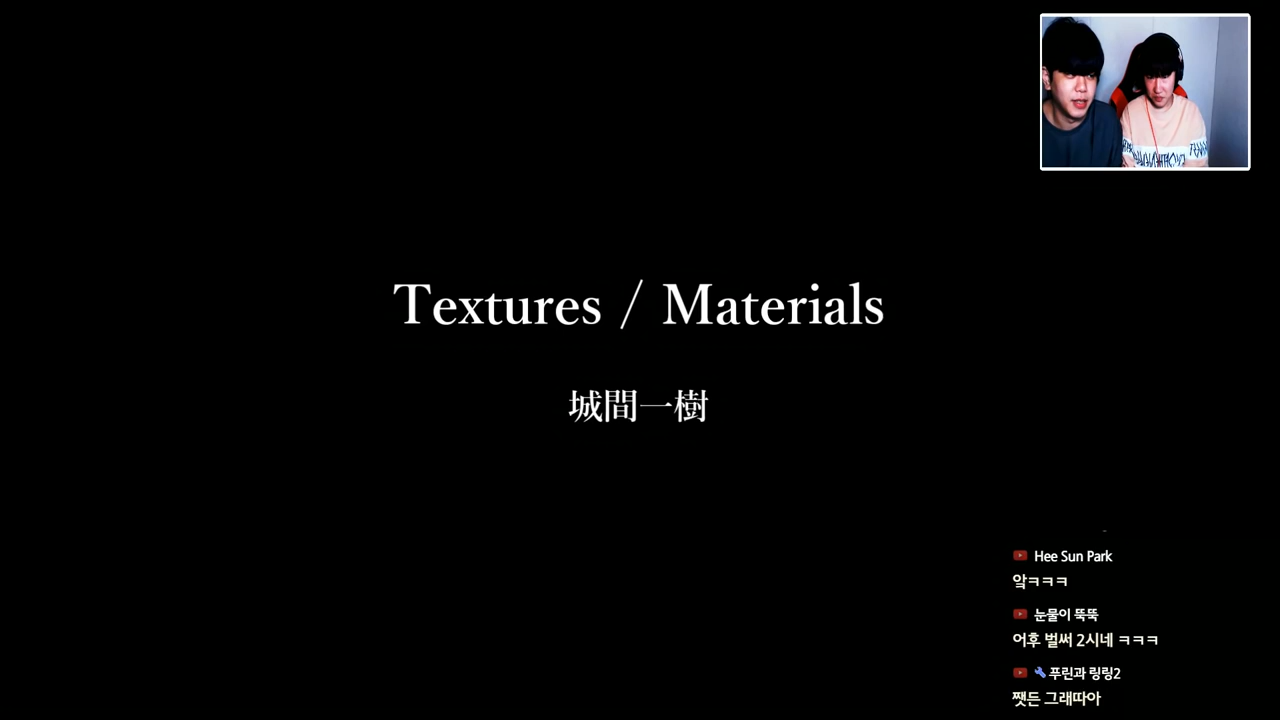 Textures / Materials
城間一樹
Hee Sun Park
앜ㅋㅋㅋ
눈물이 뚝뚝
어후 벌써 2시네 ㅋㅋㅋ
푸린과 링링2
쨋든 그래따아